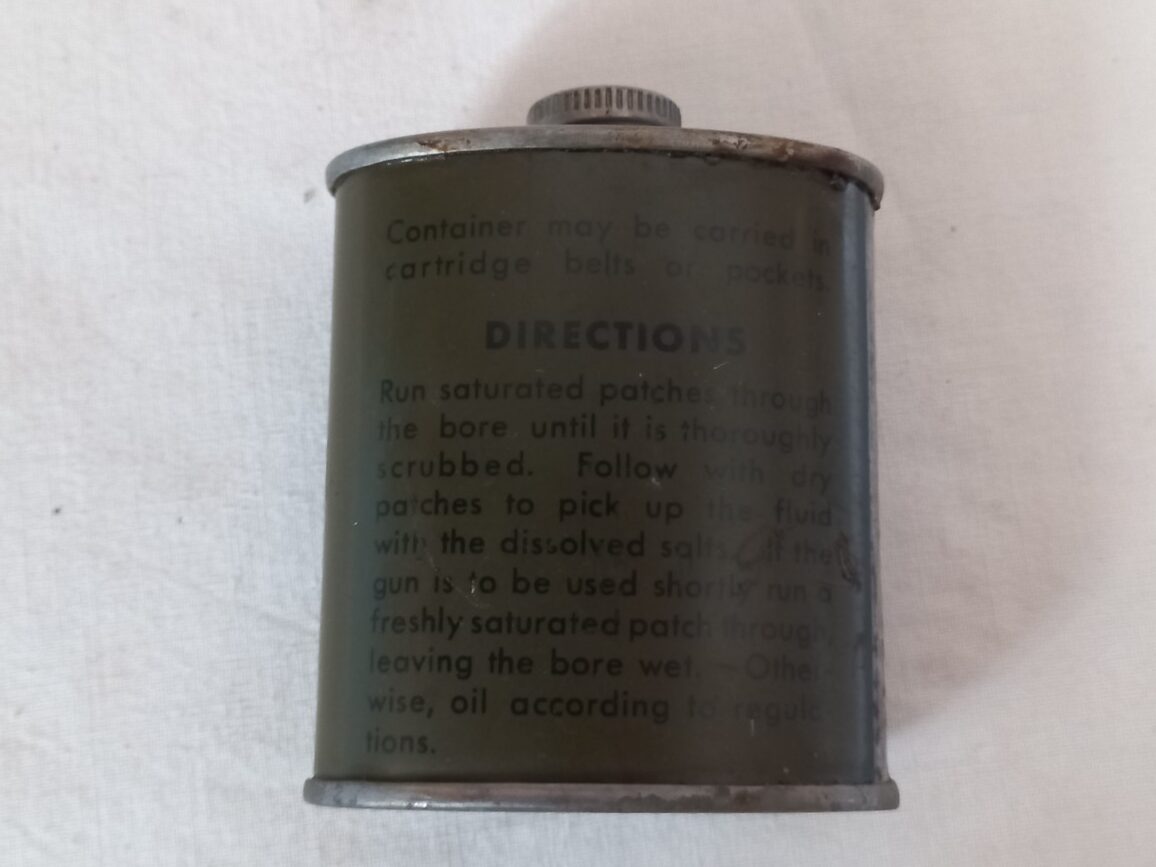 Container may be carried in
cartridge belts or pockets.
DIRECTIONS
Run saturated patches through
the bore until it is thoroughly
scrubbed. Follow with dry
patches to pick up the fluid
with the dissolved salts. If the
gun is to be used shortly run a
freshly saturated patch through,
leaving the bore wet. Other-
wise, oil according to regula-
tions.